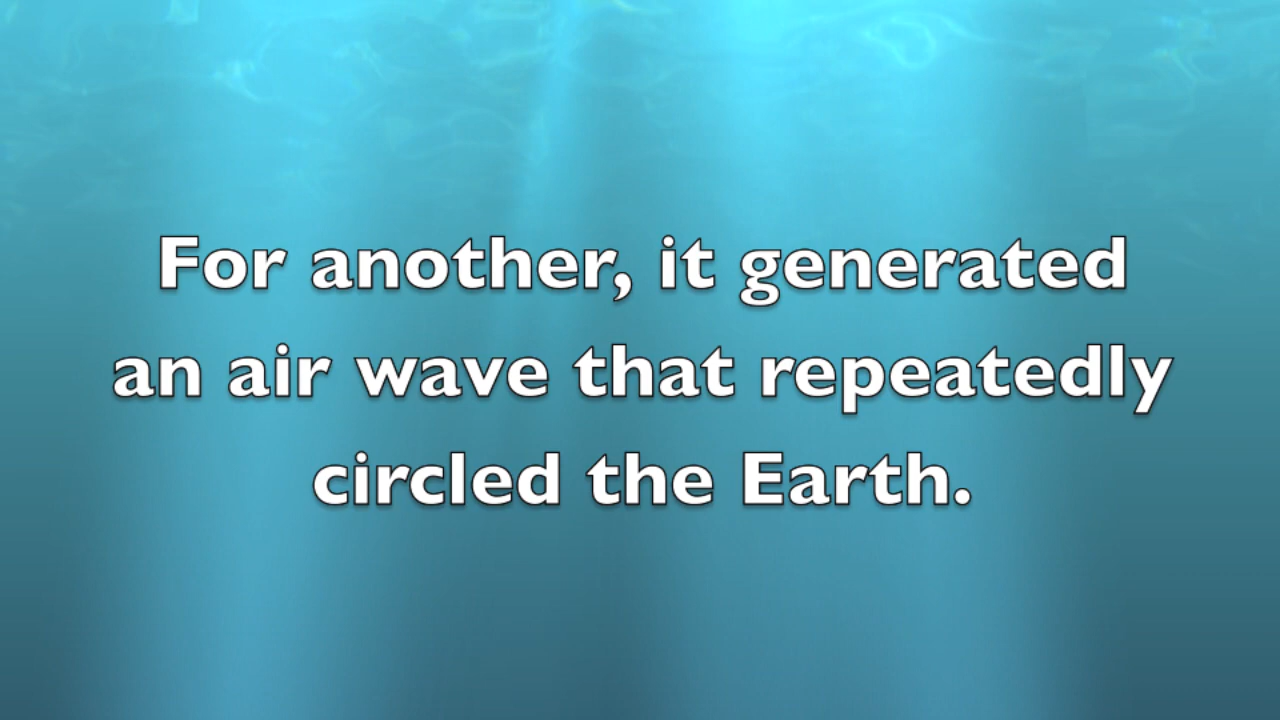 For another, it generated
an air wave that repeatedly
circled the Earth.